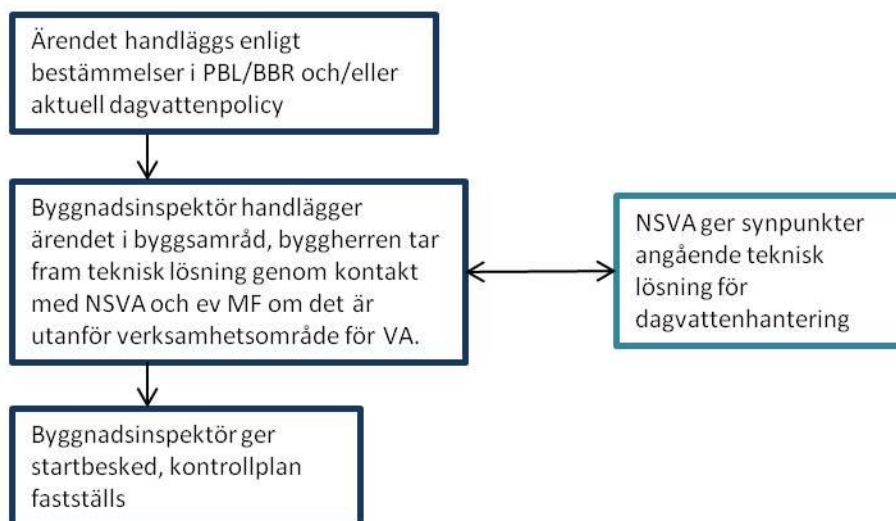 Ärendet handläggs enligt
bestämmelser i PBL/BBR och/eller
aktuell dagvattenpolicy
Byggnadsinspektör handlägger
ärendet i byggsamråd, byggherren tar
fram teknisk lösning genom kontakt
med NSVA och ev MF om det är
utanför verksamhetsområde för VA.
NSVA ger synpunkter
angående teknisk
lösning för
dagvattenhantering
Byggnadsinspektör ger
startbesked, kontrollplan
fastställs